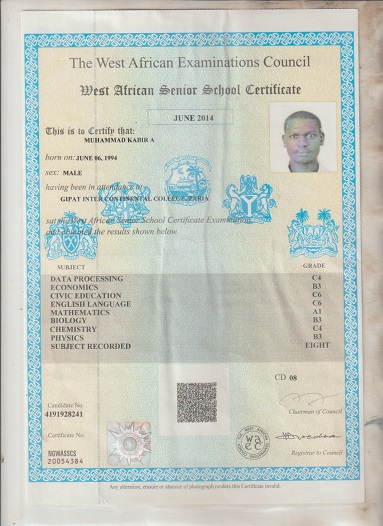 The West African Examinations Council
West African Senior School Certificate
JUNE 2014
This is to Certify that:
MUHAMMAD KABIR A
born on: JUNE 06, 1994
sex: MALE
having been in attendance at
GIPAT INTER CONTINENTAL COLLEGE, ZARIA
sat the West African Senior School Certificate Examination
and obtained the results shown below.
SUBJECT GRADE
DATA PROCESSING C4
ECONOMICS B3
CIVIC EDUCATION C6
ENGLISH LANGUAGE C6
MATHEMATICS A1
BIOLOGY B3
CHEMISTRY C4
PHYSICS B3
SUBJECT RECORDED EIGHT
CD 08
Candidate No
4191928241
Chairman of Council
Certificate No.
NGWASSCS
20054384
Registrar to Council
Any alteration, erasure or absence of photograph renders this Certificate invalid.